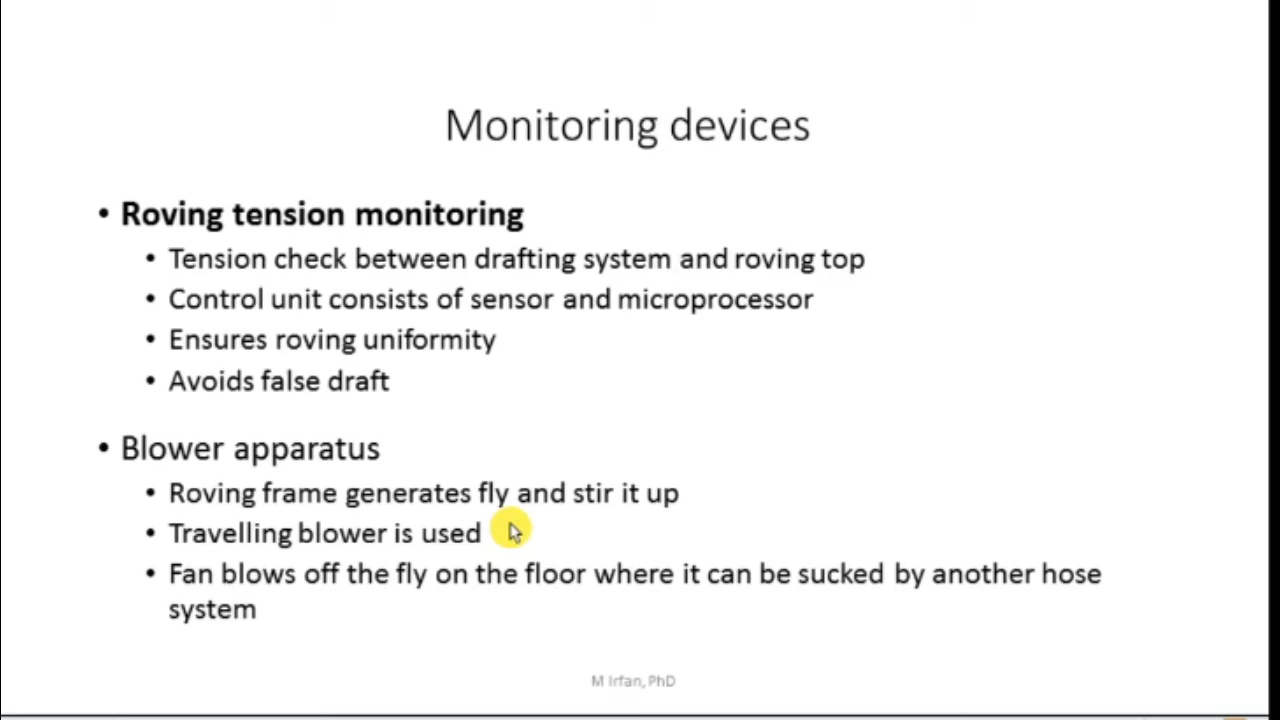 Monitoring devices
• Roving tension monitoring
• Tension check between drafting system and roving top
• Control unit consists of sensor and microprocessor
• Ensures roving uniformity
• Avoids false draft
• Blower apparatus
• Roving frame generates fly and stir it up
• Travelling blower is used
• Fan blows off the fly on the floor where it can be sucked by another hose
system
M Irfan, PhD